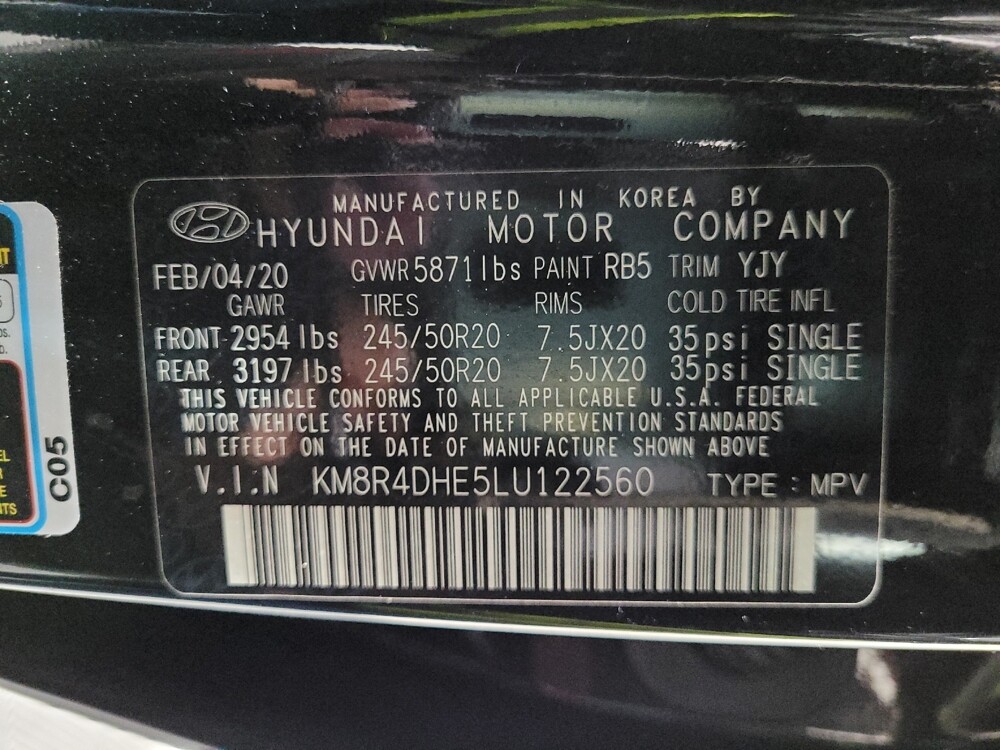 MANUFACTURED IN KOREA BY
HYUNDAI MOTOR COMPANY
FEB/04/20 GVWR 5871 lbs PAINT RB5 TRIM YJY
GAWR TIRES RIMS COLD TIRE INFL
FRONT 2954 lbs 245/50R20 7.5JX20 35psi SINGLE
REAR 3197 lbs 245/50R20 7.5JX20 35psi SINGLE
THIS VEHICLE CONFORMS TO ALL APPLICABLE U.S.A. FEDERAL
MOTOR VEHICLE SAFETY AND THEFT PREVENTION STANDARDS
IN EFFECT ON THE DATE OF MANUFACTURE SHOWN ABOVE
V.I.N KM8R4DHE5LU122560 TYPE : MPV
C05